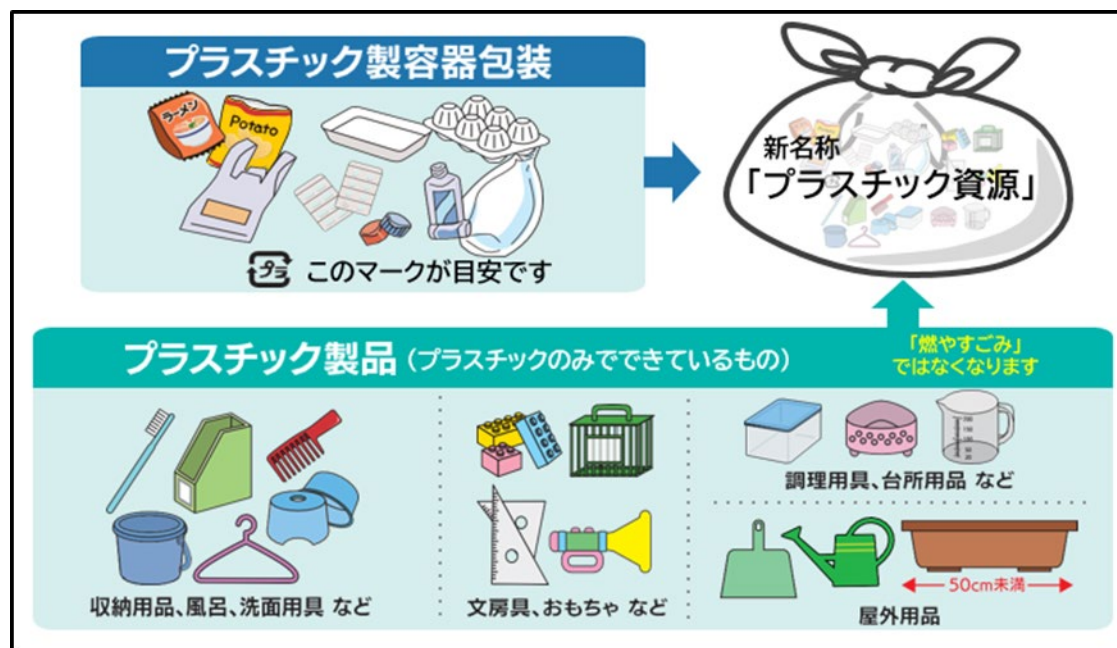 プラスチック製容器包装
ラーメン
Potato
プラ
このマークが目安です
新名称
「プラスチック資源」
プラスチック製品(プラスチックのみでできているもの)
「燃やすごみ」
ではなくなります
収納用品、風呂、洗面用具 など
文房具、おもちゃ など
調理用具、台所用品 など
50cm未満
屋外用品